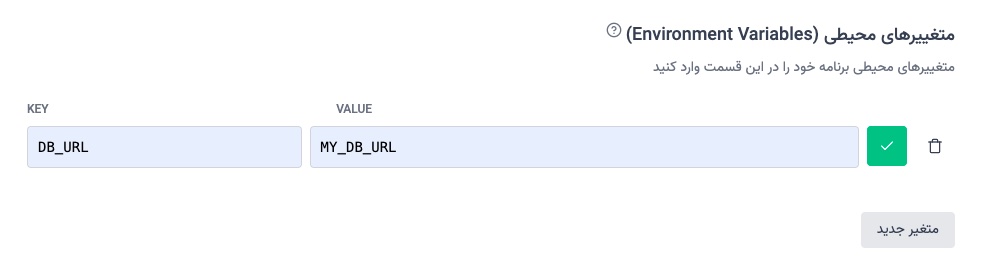 متغییرهای محیطی (Environment Variables)
متغییرهای محیطی برنامه خود را در این قسمت وارد کنید
KEY VALUE
DB_URL MY_DB_URL
متغیر جدید